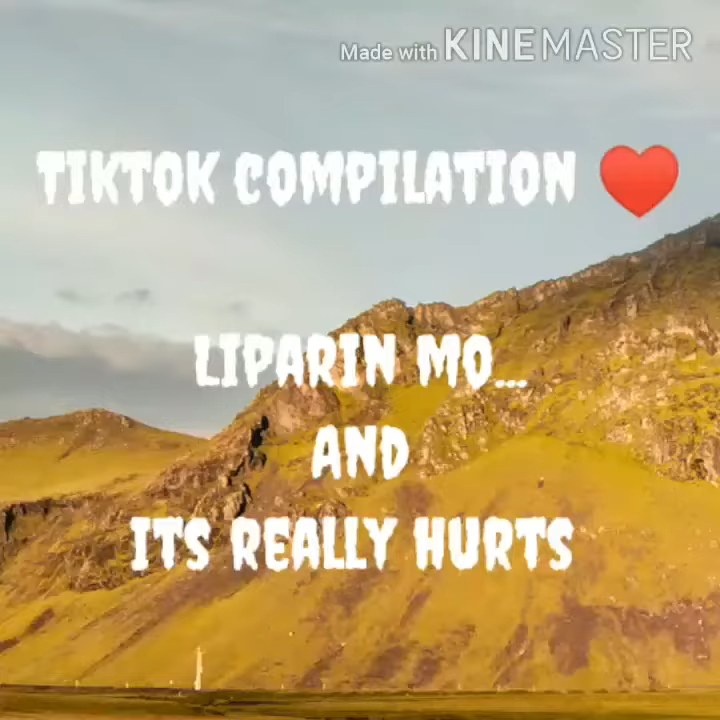 Made with KINEMASTER
TIKTOK COMPILATION ❤️
LIPARIN MO...
AND
ITS REALLY HURTS